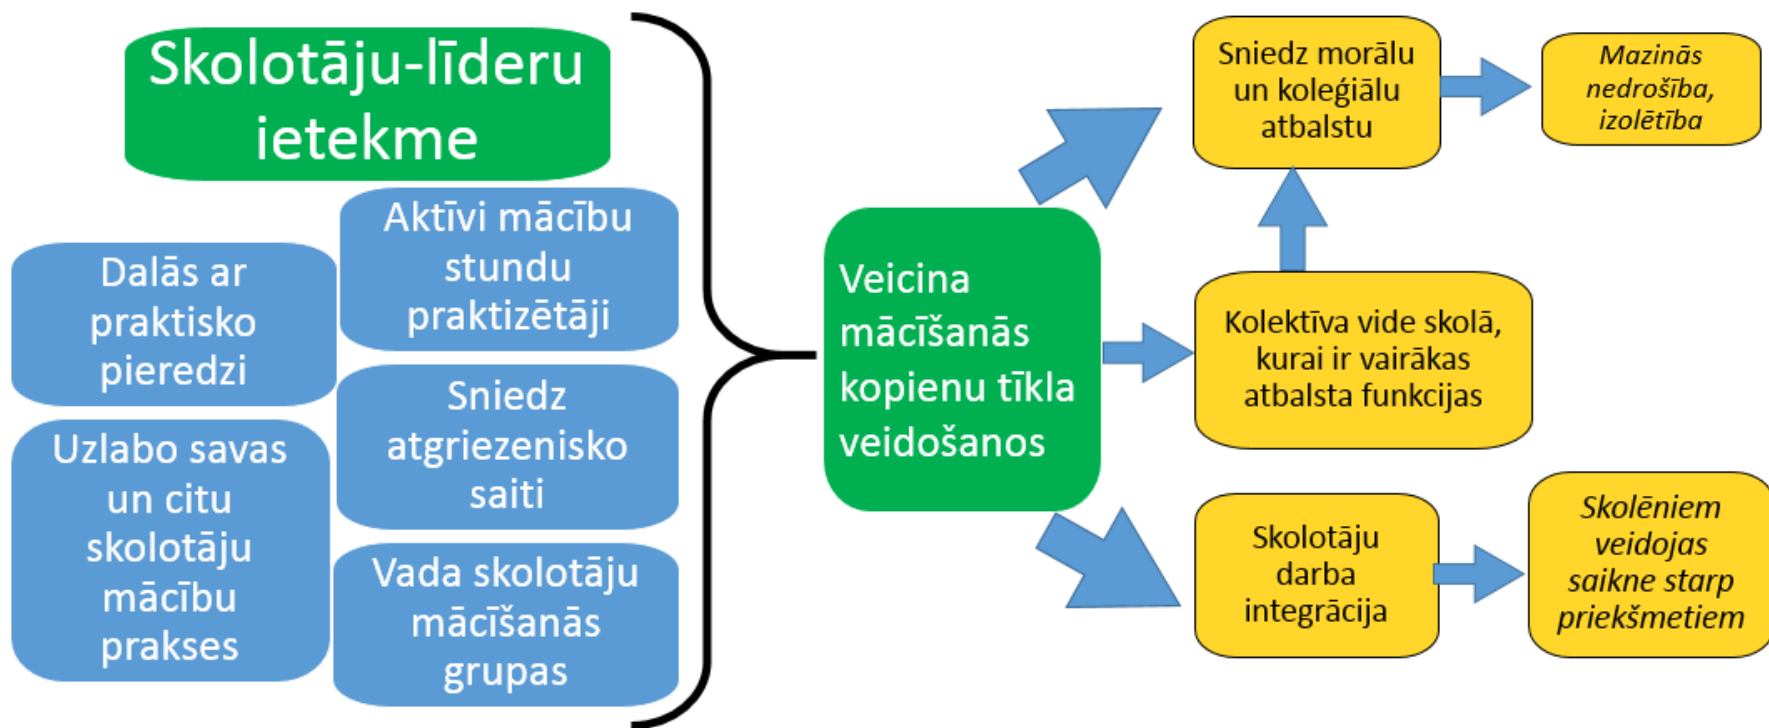 Skolotāju-līderu
ietekme
Aktīvi mācību
stundu
praktizētāji
Dalās ar
praktisko
pieredzi
Sniedz
atgriezenisko
saiti
Uzlabo savas
un citu
skolotāju
mācību
prakses
Vada skolotāju
mācīšanās
grupas
Veicina
mācīšanās
kopienu tīkla
veidošanos
Sniedz morālu
un koleģiālu
atbalstu
Mazinās
nedrošība,
izolētība
Kolektīva vide skolā,
kurai ir vairākas
atbalsta funkcijas
Skolotāju
darba
integrācija
Skolēniem
veidojas
saikne starp
priekšmetiem